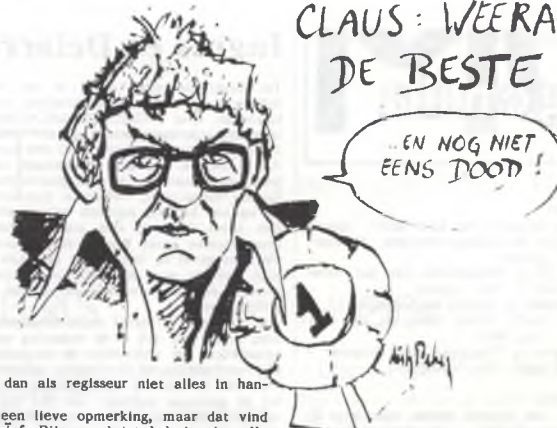 CLAUS: WEERA
DE BESTE
..EN NOG NIET
EENS DOOD!
1
dan als regisseur niet alles in han-
een lieve opmerking, maar dat vind